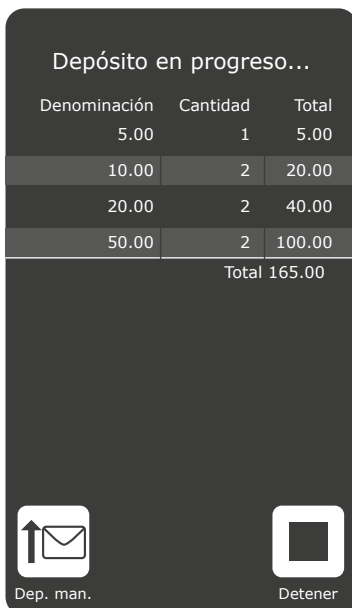 Depósito en progreso...
Denominación Cantidad Total
5.00 1 5.00
10.00 2 20.00
20.00 2 40.00
50.00 2 100.00
Total 165.00
Dep. man. Detener